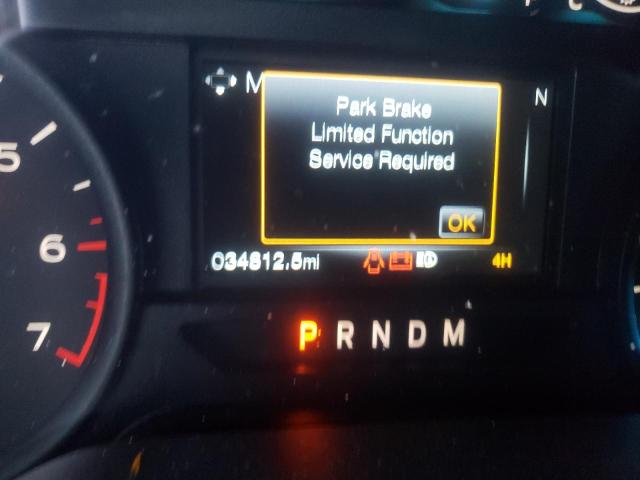 M
N
Park Brake
Limited Function
Service Required
OK
5
6
7
034812.5mi
4H
P R N D M